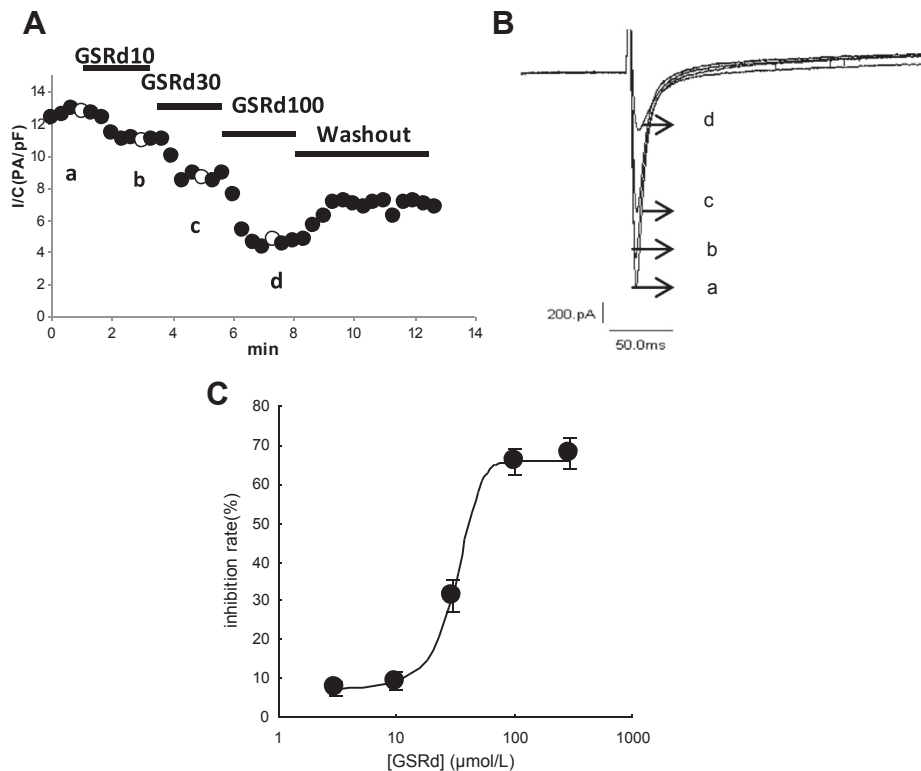 A
GSRd10
GSRd30
GSRd100
Washout
I/C(PA/pF)
14
12
10
8
6
4
2
0
a
b
c
d
0 2 4 6 8 10 12 14
min
B
d
c
b
a
200.pA
50.0ms
C
inhibition rate(%)
80
70
60
50
40
30
20
10
0
1 10 100 1000
[GSRd] (μmol/L)